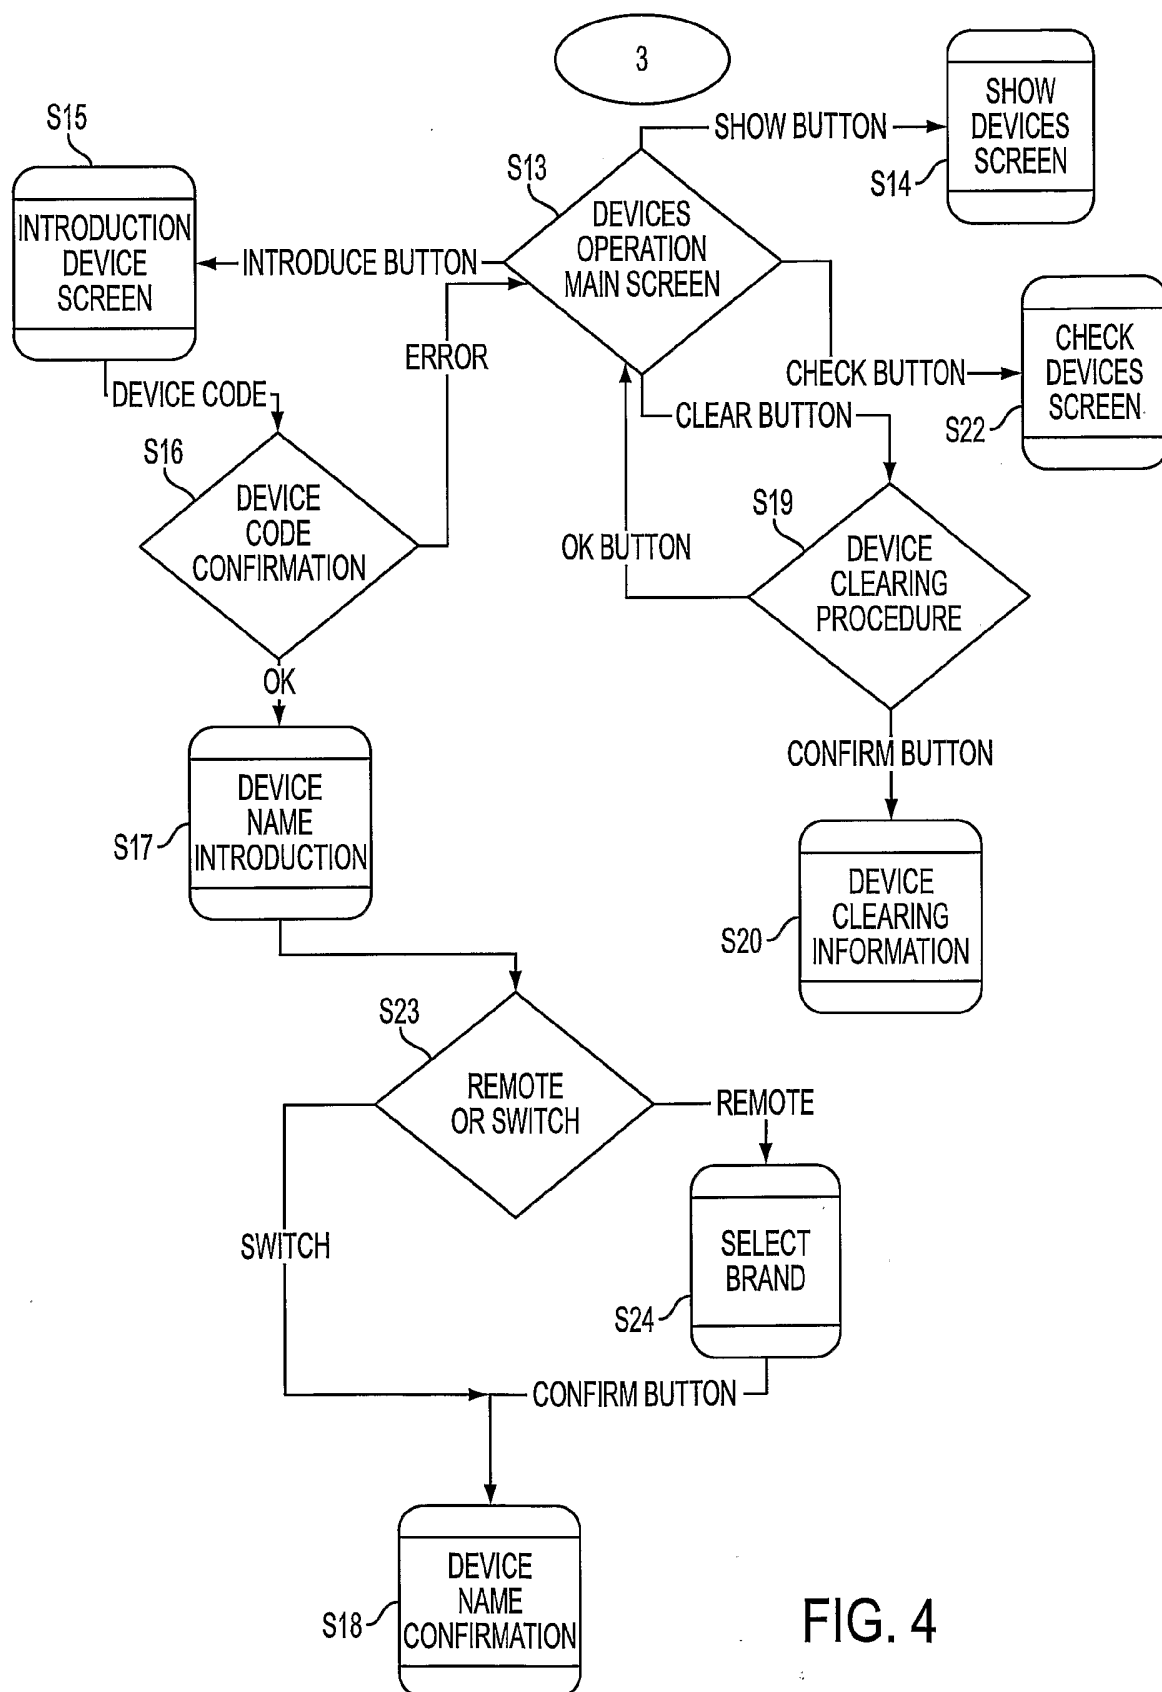 3
SHOW BUTTON
SHOW
DEVICES
SCREEN
S14
S15
S13
DEVICES
OPERATION
MAIN SCREEN
INTRODUCTION
DEVICE
SCREEN
INTRODUCE BUTTON
ERROR
CHECK BUTTON
CHECK
DEVICES
SCREEN
S22
DEVICE CODE
CLEAR BUTTON
S16
DEVICE
CODE
CONFIRMATION
S19
OK BUTTON
DEVICE
CLEARING
PROCEDURE
OK
CONFIRM BUTTON
DEVICE
NAME
INTRODUCTION
S17
DEVICE
CLEARING
INFORMATION
S20
S23
REMOTE
OR SWITCH
REMOTE
SWITCH
SELECT
BRAND
S24
CONFIRM BUTTON
DEVICE
NAME
CONFIRMATION
S18
FIG. 4